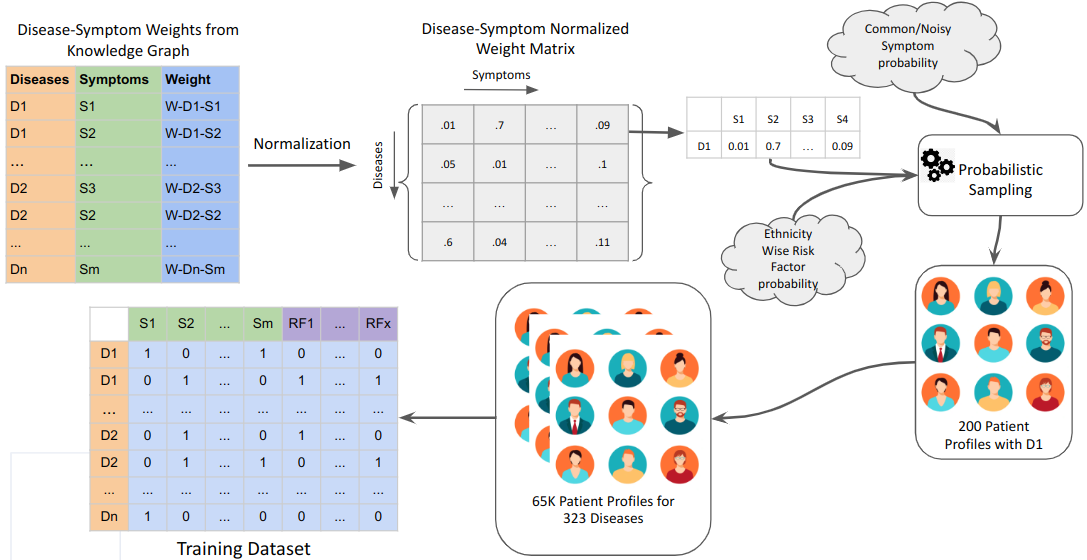 Disease-Symptom Weights from
Knowledge Graph
Diseases Symptoms Weight
D1 S1 W-D1-S1
D1 S2 W-D1-S2
... ... ...
D2 S3 W-D2-S3
D2 S2 W-D2-S2
... ... ...
Dn Sm W-Dn-Sm
Normalization
Disease-Symptom Normalized
Weight Matrix
Symptoms
Diseases
.01 .7 ... .09
.05 .01 ... .1
... ... ... ...
.6 .04 ... .11
S1 S2 S3 S4
D1 0.01 0.7 ... 0.09
Common/Noisy
Symptom
probability
Probabilistic
Sampling
Ethnicity
Wise Risk
Factor
probability
200 Patient
Profiles with D1
65K Patient Profiles for
323 Diseases
S1 S2 ... Sm RF1 ... RFx
D1 1 0 ... 1 0 ... 0
D1 0 1 ... 0 1 ... 1
... ... ... ... ... ... ... ...
D2 0 1 ... 0 1 ... 0
D2 0 1 ... 1 0 ... 1
... ... ... ... ... ... ... ...
Dn 1 0 ... 0 0 ... 0
Training Dataset